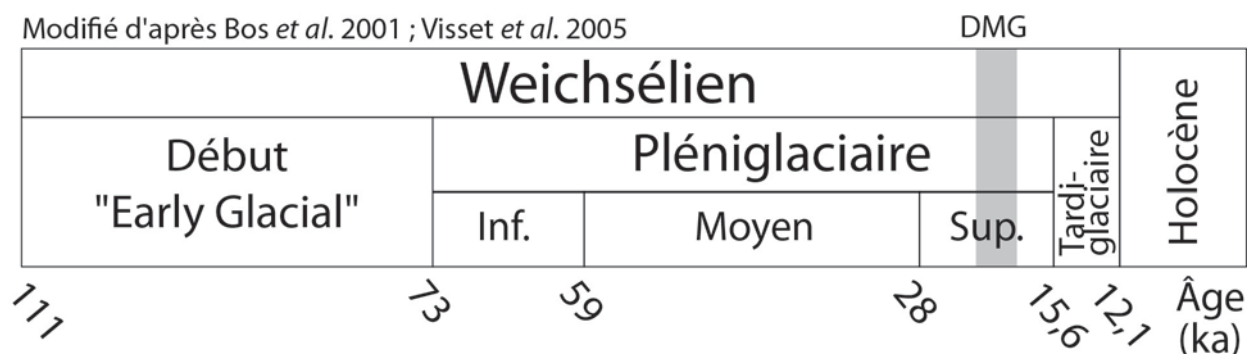 Modifié d'après Bos et al. 2001 ; Visset et al. 2005
DMG
Weichsélien
Holocène
Début
"Early Glacial"
Pléniglaciaire
Tardi-
glaciaire
Inf.
Moyen
Sup.
111
73
59
28
15,6
12,1
Âge
(ka)